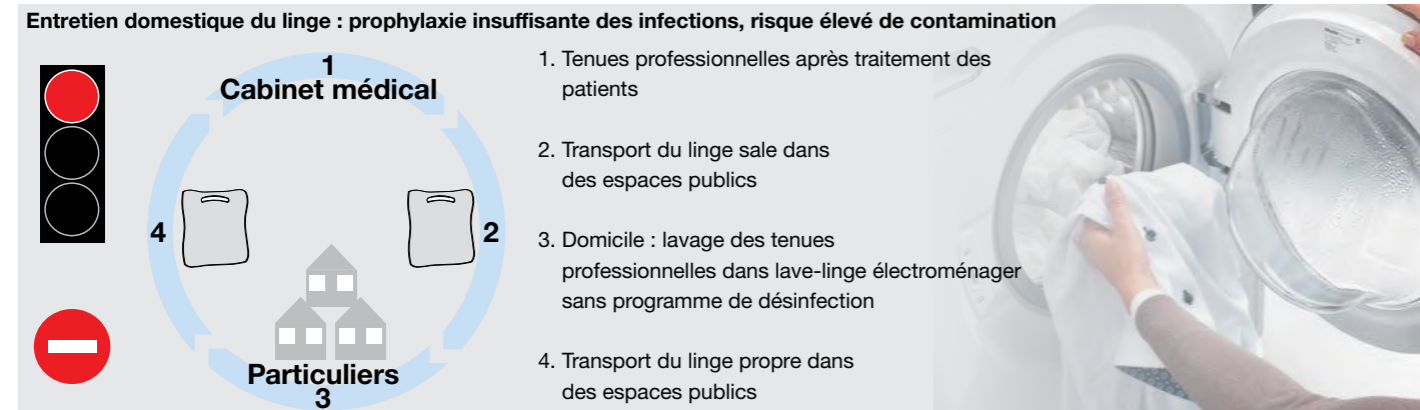 Entretien domestique du linge : prophylaxie insuffisante des infections, risque élevé de contamination
1
Cabinet médical
4
2
Particuliers
3
1. Tenues professionnelles après traitement des
patients
2. Transport du linge sale dans
des espaces publics
3. Domicile : lavage des tenues
professionnelles dans lave-linge électroménager
sans programme de désinfection
4. Transport du linge propre dans
des espaces publics